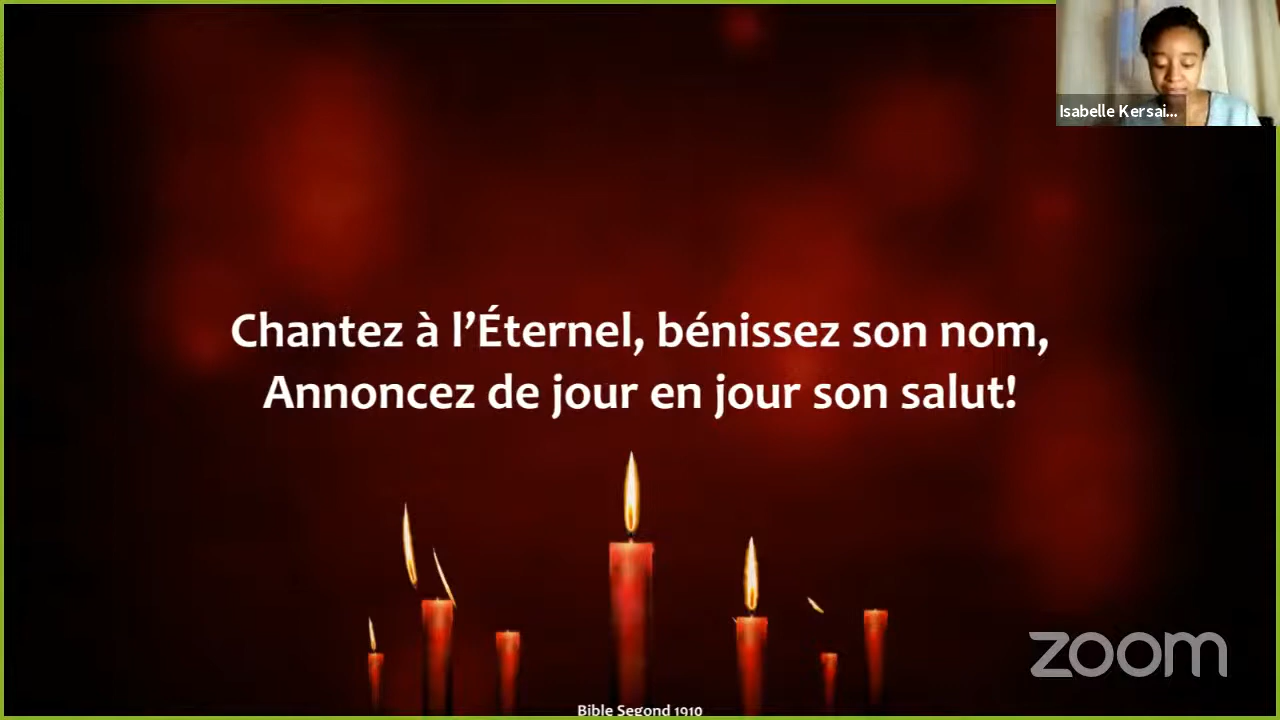 Isabelle Kersai...
Chantez à l’Éternel, bénissez son nom,
Annoncez de jour en jour son salut!
zoom
Bible Segond 1910